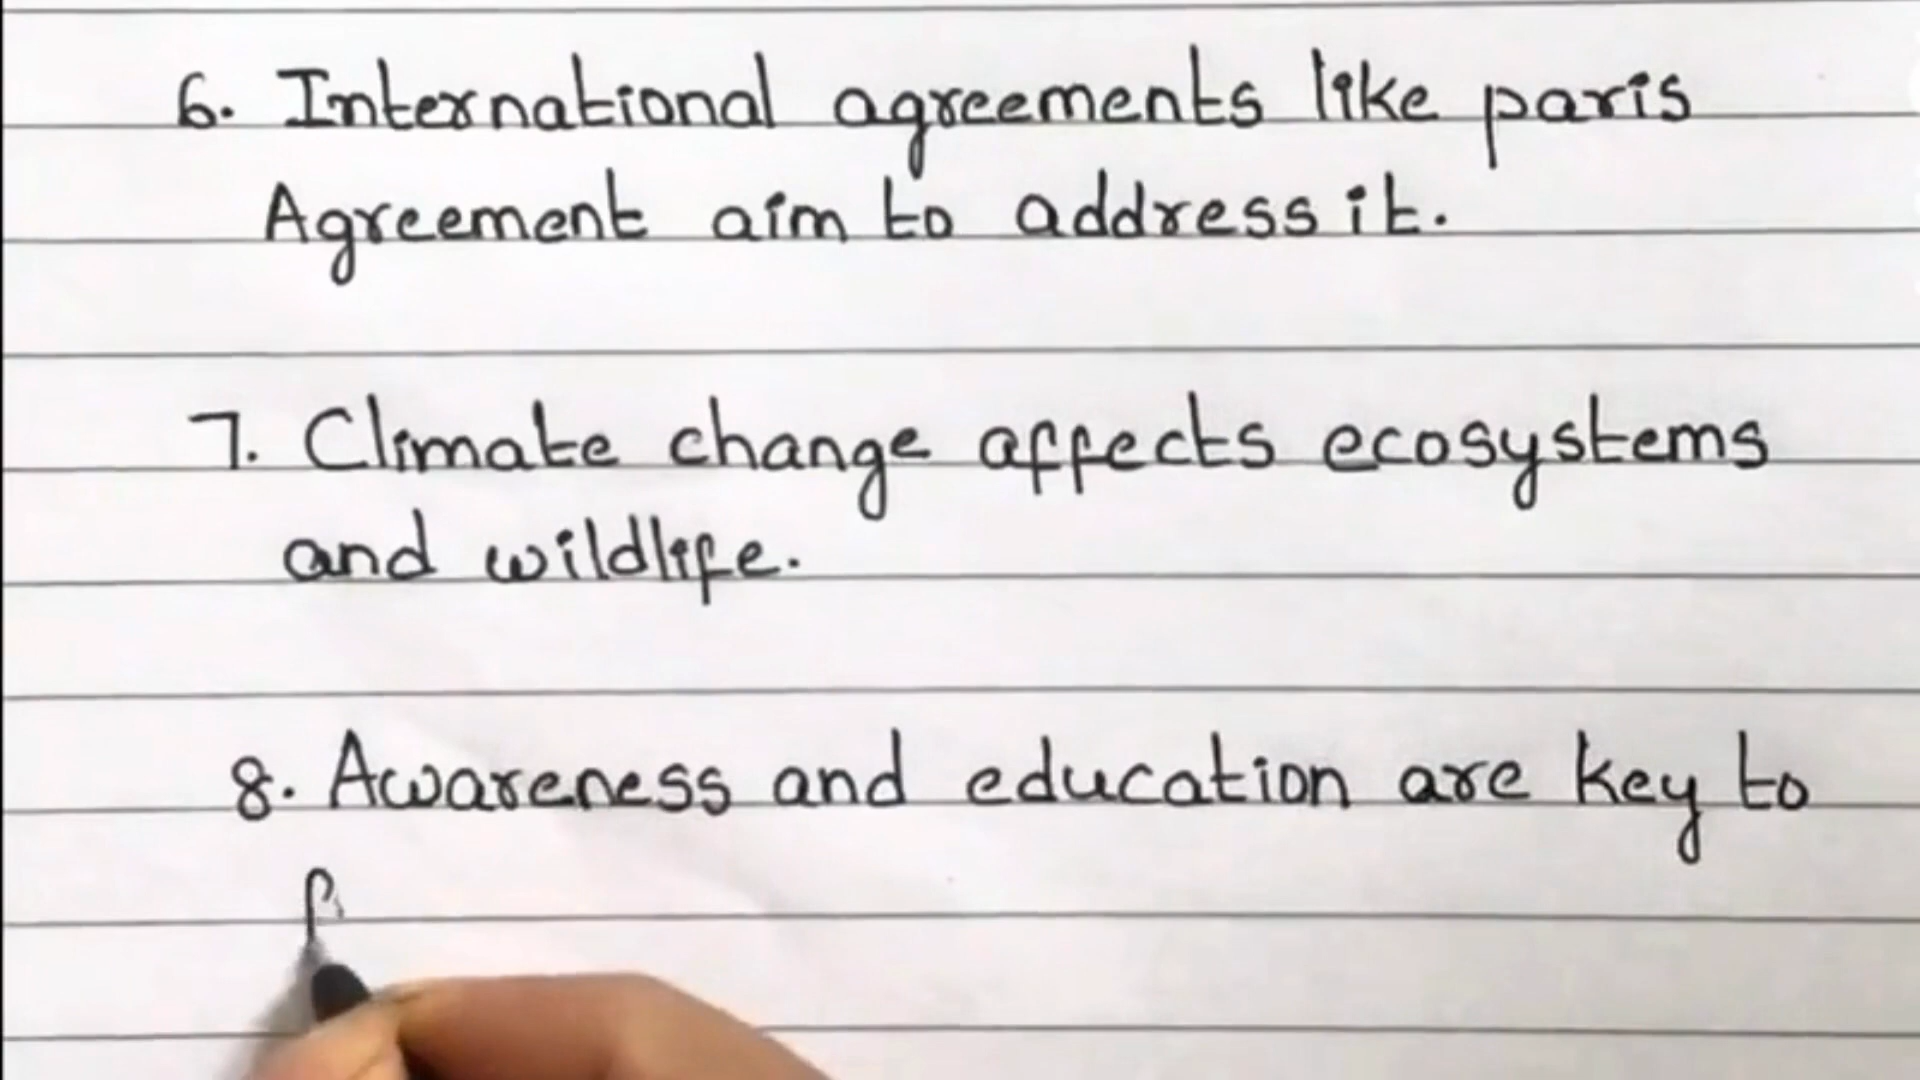 6. International agreements like paris
Agreement aim to address it.
7. Climate change affects ecosystems
and wildlife.
8. Awareness and education are key to